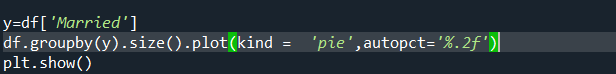 y=df['Married']
df.groupby(y).size().plot(kind =  'pie',autopct='%.2f')
plt.show()